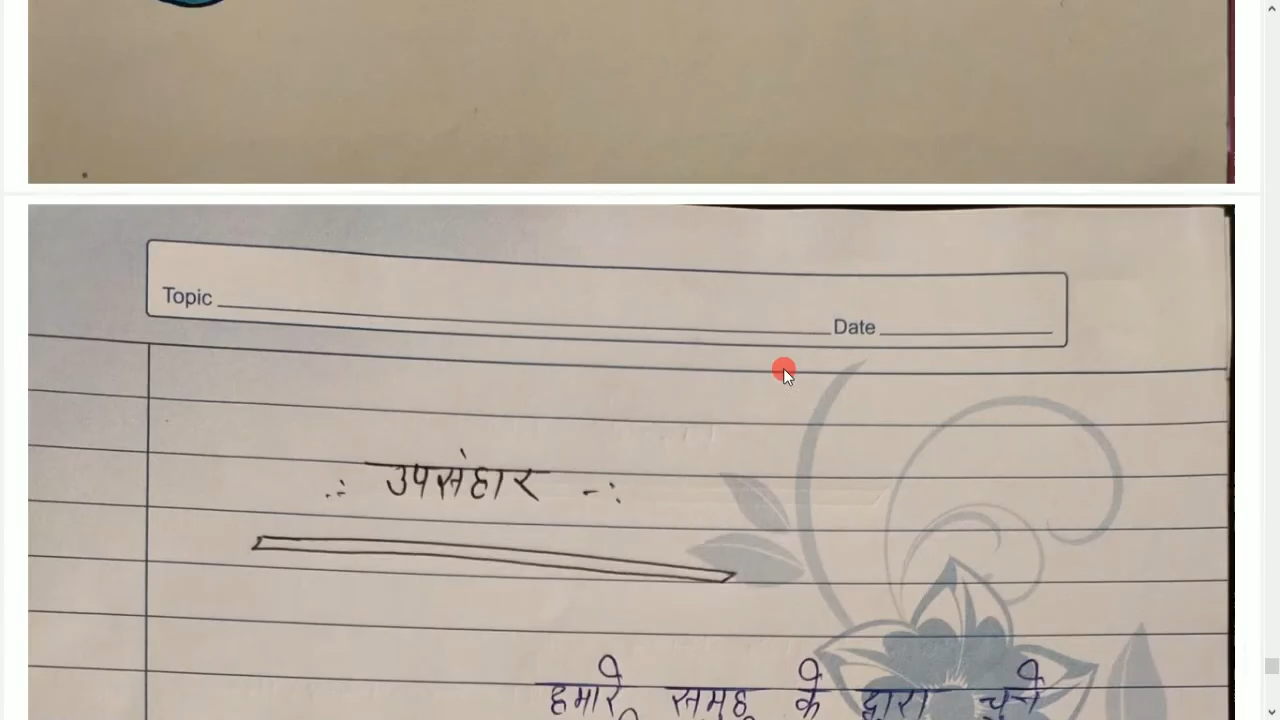 Topic
Date
उपसंहार
हमारे समुह के द्वारा चुने